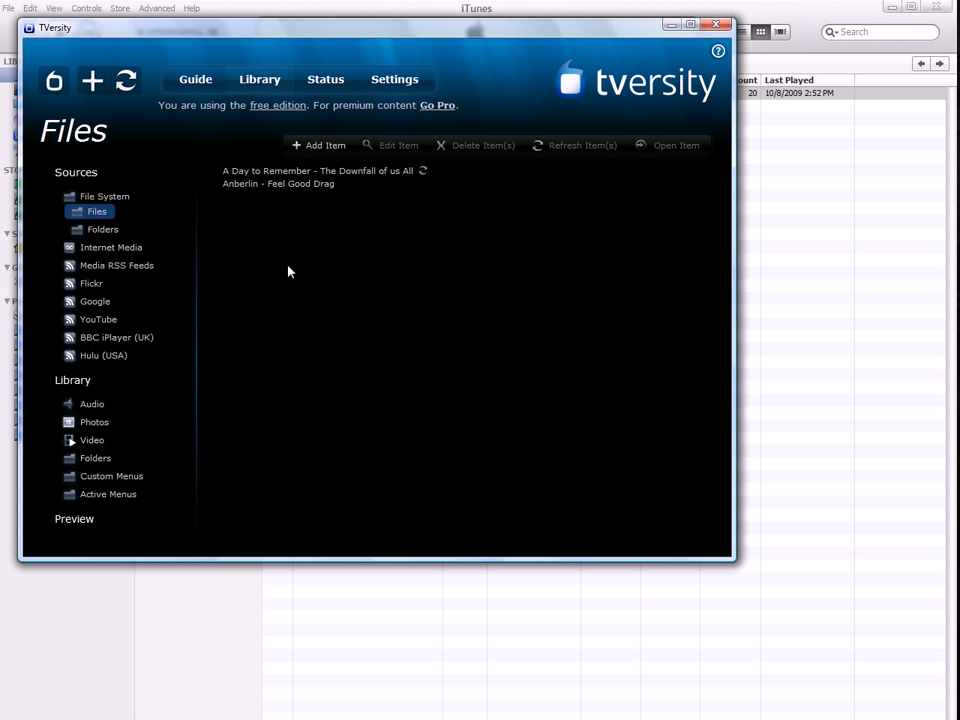 File Edit View Controls Store Advanced Help
iTunes
TVersity
Search
Guide Library Status Settings
tversity
You are using the free edition. For premium content Go Pro.
Files
Add Item Edit Item Delete Item(s) Refresh Item(s) Open Item
ount Last Played
20 10/8/2009 2:52 PM
Sources
A Day to Remember - The Downfall of us All
Anberlin - Feel Good Drag
File System
Files
Folders
Internet Media
Media RSS Feeds
Flickr
Google
YouTube
BBC iPlayer (UK)
Hulu (USA)
Library
Audio
Photos
Video
Folders
Custom Menus
Active Menus
Preview